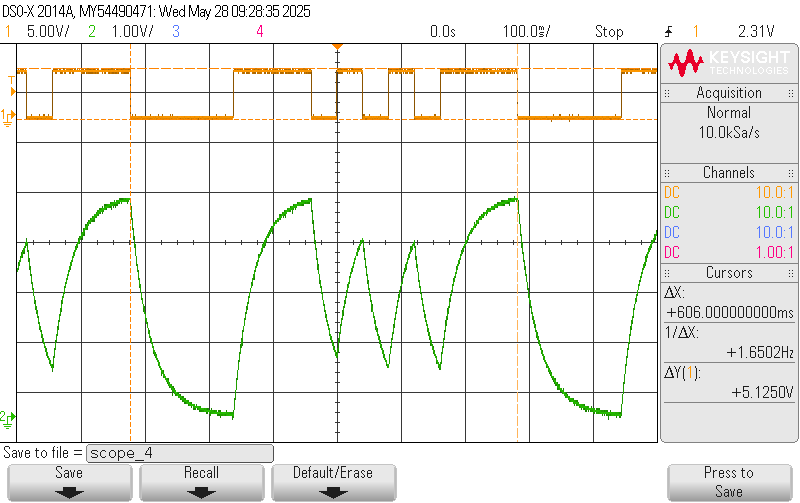 DSO-X 2014A, MY54490471: Wed May 28 09:28:35 2025
1 5.00V/ 2 1.00V/ 3 4 0.0s 100.0ms/ Stop 1 2.31V
KEYSIGHT
TECHNOLOGIES
Acquisition
Normal
10.0kSa/s
Channels
DC 10.0:1
DC 10.0:1
DC 10.0:1
DC 1.00:1
Cursors
ΔX:
+606.000000000ms
1/ΔX:
+1.6502Hz
ΔY(1):
+5.1250V
T
1
2
Save to file = scope_4
Save Recall Default/Erase Press to
Save